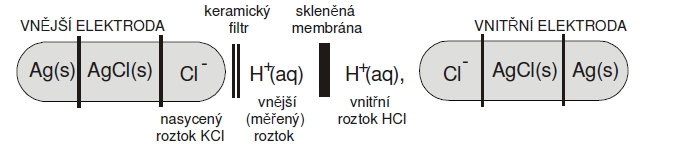 VNĚJŠÍ ELEKTRODA
keramický
filtr
skleněná
membrána
VNITŘNÍ ELEKTRODA
Ag(s) AgCl(s) Cl⁻ H⁺(aq) H⁺(aq), Cl⁻ AgCl(s) Ag(s)
nasycený
roztok KCl
vnější
(měřený)
roztok
vnitřní
roztok HCl